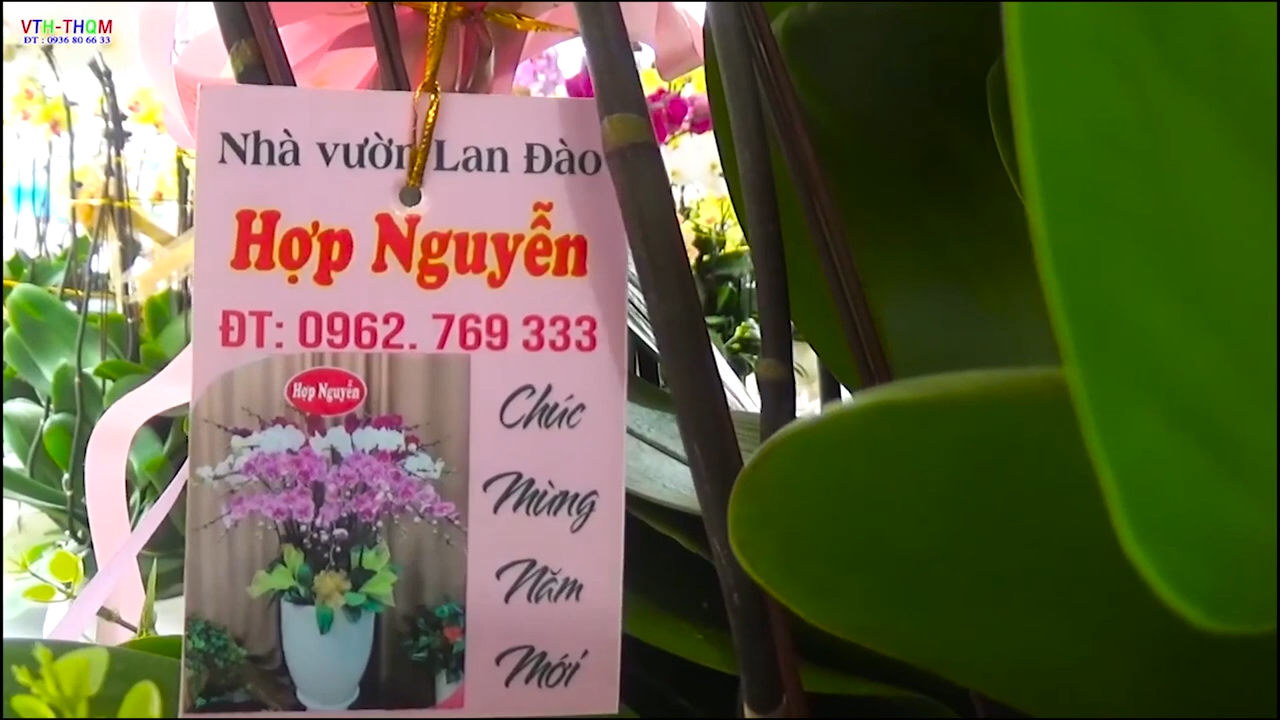 VTH-THQM
ĐT : 0936 80 66 33
Nhà vườn Lan Đào
Hợp Nguyễn
ĐT: 0962. 769 333
Hợp Nguyễn
Chúc
Mừng
Năm
Mới